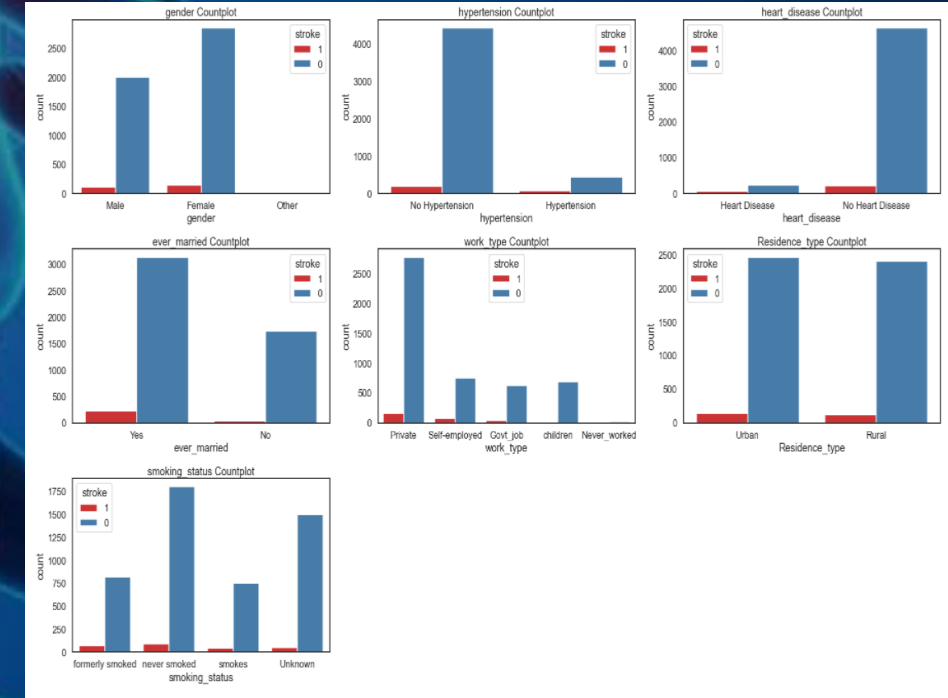 gender Countplot
count
2500
2000
1500
1000
500
0
stroke
1
0
Male Female Other
gender
hypertension Countplot
count
4000
3000
2000
1000
0
stroke
1
0
No Hypertension Hypertension
hypertension
heart_disease Countplot
count
4000
3000
2000
1000
0
stroke
1
0
Heart Disease No Heart Disease
heart_disease
ever_married Countplot
count
3000
2500
2000
1500
1000
500
0
stroke
1
0
Yes No
ever_married
work_type Countplot
count
2500
2000
1500
1000
500
0
stroke
1
0
Private Self-employed Govt_job children Never_worked
work_type
Residence_type Countplot
count
2500
2000
1500
1000
500
0
stroke
1
0
Urban Rural
Residence_type
smoking_status Countplot
count
1750
1500
1250
1000
750
500
250
0
stroke
1
0
formerly smoked never smoked smokes Unknown
smoking_status